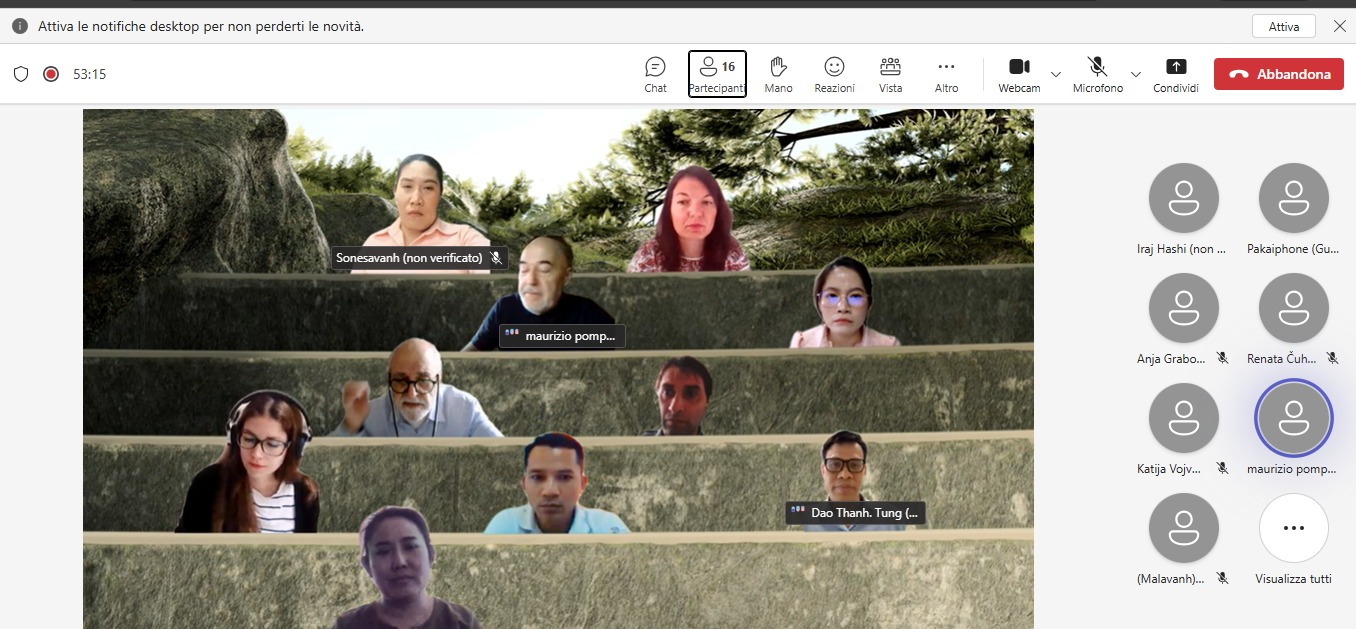 Attiva le notifiche desktop per non perderti le novità.
Attiva
53:15
Chat
16
Partecipanti
Mano
Reazioni
Vista
Altro
Webcam
Microfono
Condividi
Abbandona
Sonesavanh (non verificato)
maurizio pomp...
Dao Thanh. Tung (...
Iraj Hashi (non ...
Pakaiphone (Gu...
Anja Grabo...
Renata Čuh...
Katija Vojv...
maurizio pomp...
(Malavanh)...
Visualizza tutti